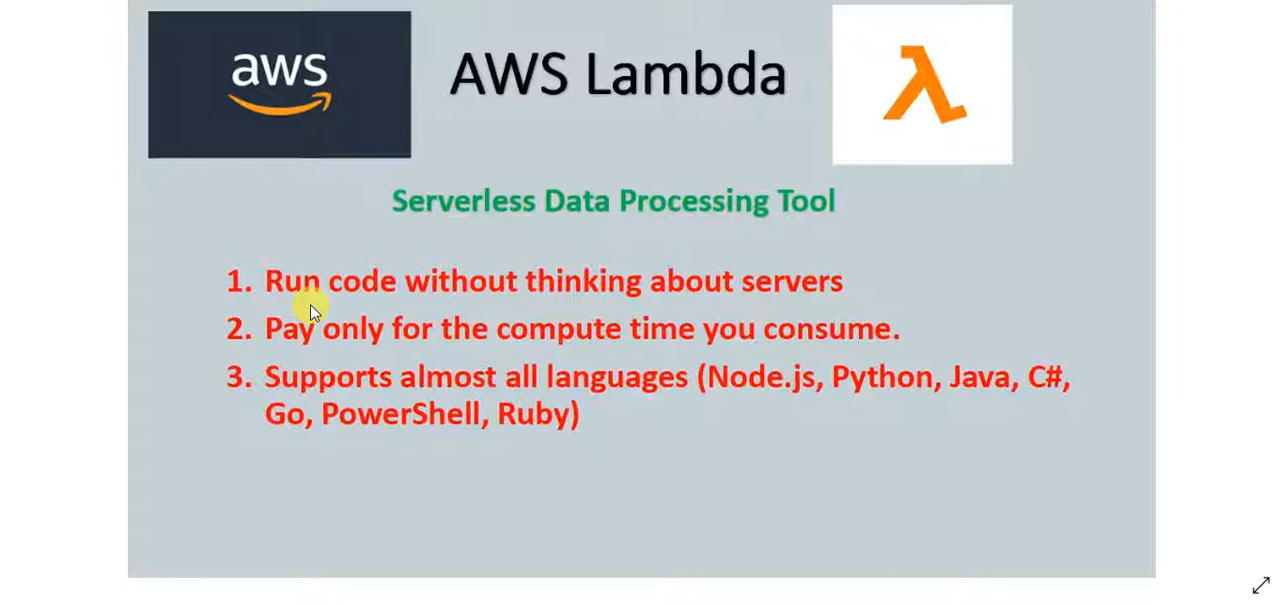 aws
AWS Lambda
λ
Serverless Data Processing Tool
1. Run code without thinking about servers
2. Pay only for the compute time you consume.
3. Supports almost all languages (Node.js, Python, Java, C#,
Go, PowerShell, Ruby)